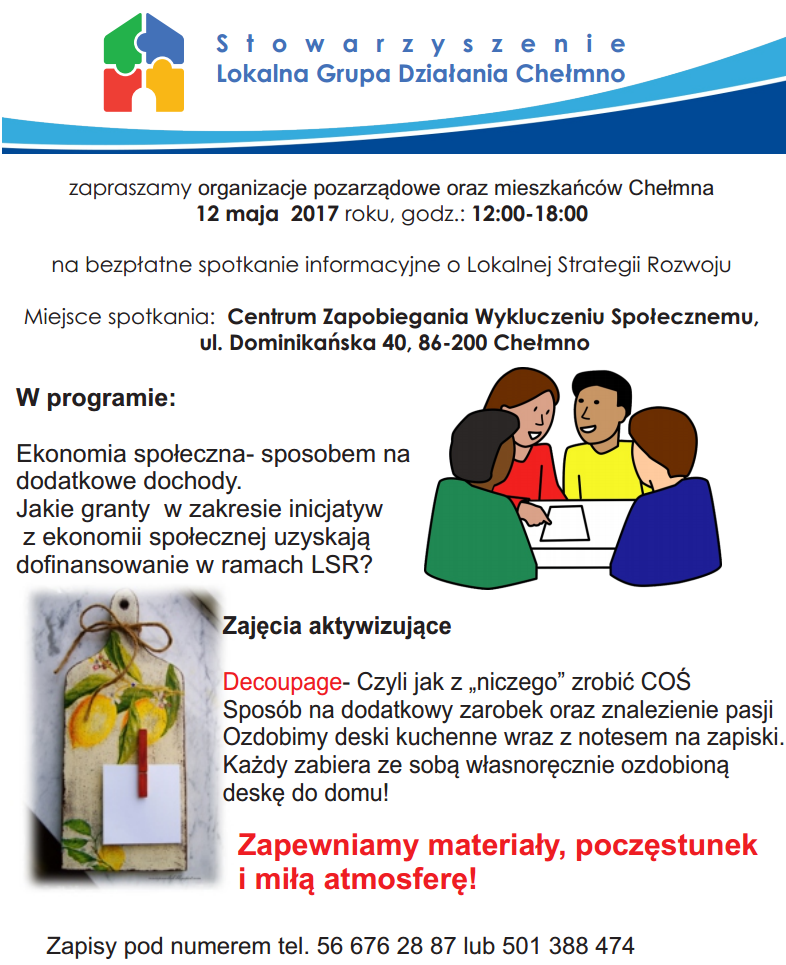 Stowarzyszenie
Lokalna Grupa Działania Chełmno
zapraszamy organizacje pozarządowe oraz mieszkańców Chełmna
12 maja 2017 roku, godz.: 12:00-18:00
na bezpłatne spotkanie informacyjne o Lokalnej Strategii Rozwoju
Miejsce spotkania: Centrum Zapobiegania Wykluczeniu Społecznemu,
ul. Dominikańska 40, 86-200 Chełmno
W programie:
Ekonomia społeczna- sposobem na
dodatkowe dochody.
Jakie granty w zakresie inicjatyw
z ekonomii społecznej uzyskają
dofinansowanie w ramach LSR?
Zajęcia aktywizujące
Decoupage- Czyli jak z „niczego” zrobić COŚ
Sposób na dodatkowy zarobek oraz znalezienie pasji
Ozdobimy deski kuchenne wraz z notesem na zapiski.
Każdy zabiera ze sobą własnoręcznie ozdobioną
deskę do domu!
Zapewniamy materiały, poczęstunek
i miłą atmosferę!
Zapisy pod numerem tel. 56 676 28 87 lub 501 388 474